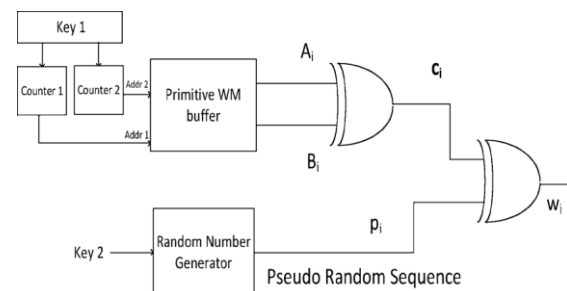 Key 1
Counter 1
Counter 2
Addr 2
Addr 1
Primitive WM
buffer
Ai
Bi
ci
Key 2
Random Number
Generator
pi
Pseudo Random Sequence
wi